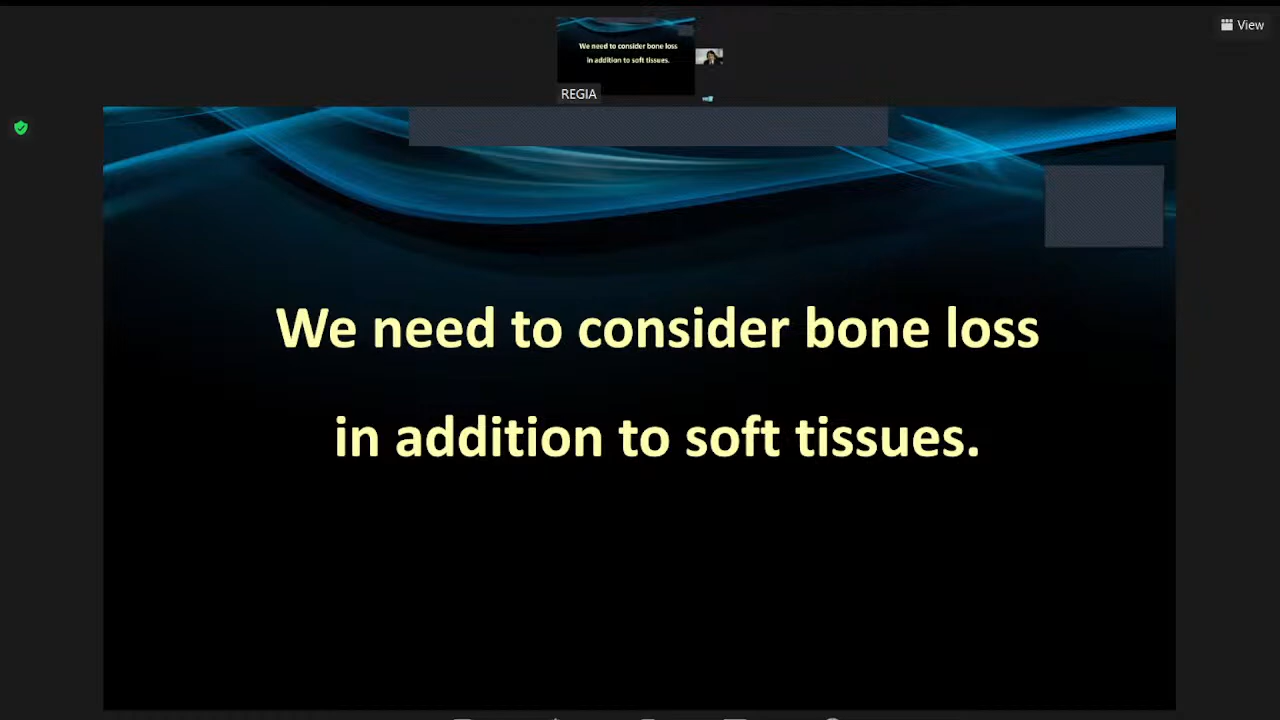 View
We need to consider bone loss
in addition to soft tissues.
REGIA
We need to consider bone loss
in addition to soft tissues.